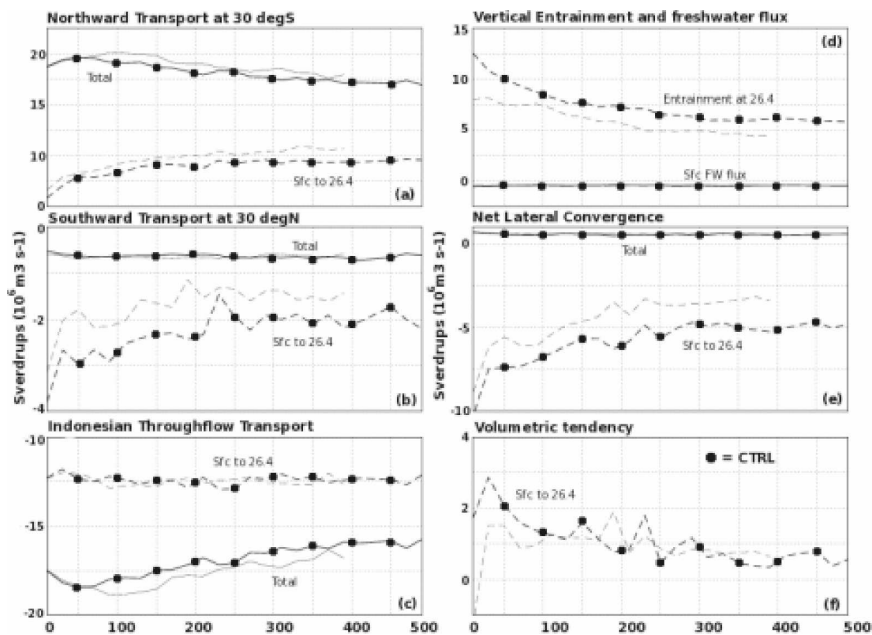 Northward Transport at 30 degS
20
15
10
0
Total
Sfc to 26.4
(a)
Vertical Entrainment and freshwater flux
15
10
5
0
(d)
Entrainment at 26.4
Sfc FW flux
Southward Transport at 30 degN
0
-2
-4
Sverdrups (10^6 m3 s-1)
Total
Sfc to 26.4
(b)
Net Lateral Convergence
0
-5
-10
Sverdrups (10^6 m3 s-1)
Total
Sfc to 26.4
(e)
Indonesian Throughflow Transport
-10
-15
-20
Sfc to 26.4
Total
(c)
0 100 200 300 400 500
Volumetric tendency
4
2
0
● = CTRL
Sfc to 26.4
(f)
0 100 200 300 400 500